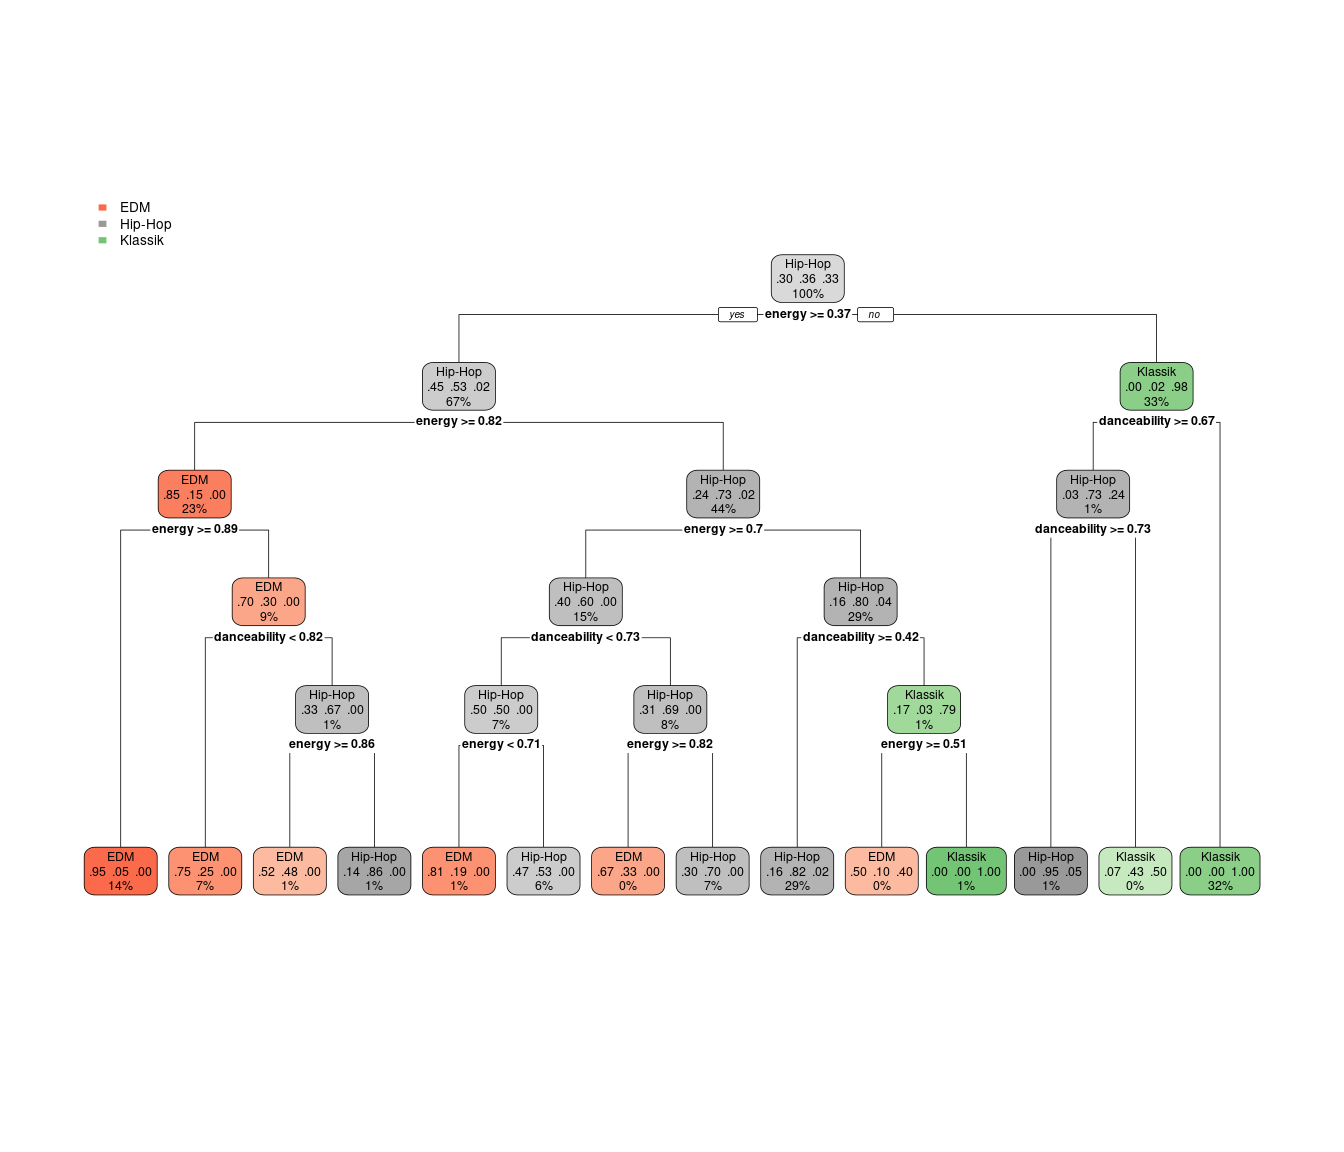 EDM
Hip-Hop
Klassik
Hip-Hop
.30 .36 .33
100%
yes energy >= 0.37 no
Hip-Hop
.45 .53 .02
67%
energy >= 0.82
Klassik
.00 .02 .98
33%
danceability >= 0.67
EDM
.85 .15 .00
23%
energy >= 0.89
Hip-Hop
.24 .73 .02
44%
energy >= 0.7
Hip-Hop
.03 .73 .24
1%
danceability >= 0.73
EDM
.70 .30 .00
9%
danceability < 0.82
Hip-Hop
.40 .60 .00
15%
danceability < 0.73
Hip-Hop
.16 .80 .04
29%
danceability >= 0.42
Hip-Hop
.33 .67 .00
1%
energy >= 0.86
Hip-Hop
.50 .50 .00
7%
energy < 0.71
Hip-Hop
.31 .69 .00
8%
energy >= 0.82
Klassik
.17 .03 .79
1%
energy >= 0.51
EDM
.95 .05 .00
14%
EDM
.75 .25 .00
7%
EDM
.52 .48 .00
1%
Hip-Hop
.14 .86 .00
1%
EDM
.81 .19 .00
1%
Hip-Hop
.47 .53 .00
6%
EDM
.67 .33 .00
0%
Hip-Hop
.30 .70 .00
7%
Hip-Hop
.16 .82 .02
29%
EDM
.50 .10 .40
0%
Klassik
.00 .00 1.00
1%
Hip-Hop
.00 .95 .05
1%
Klassik
.07 .43 .50
0%
Klassik
.00 .00 1.00
32%